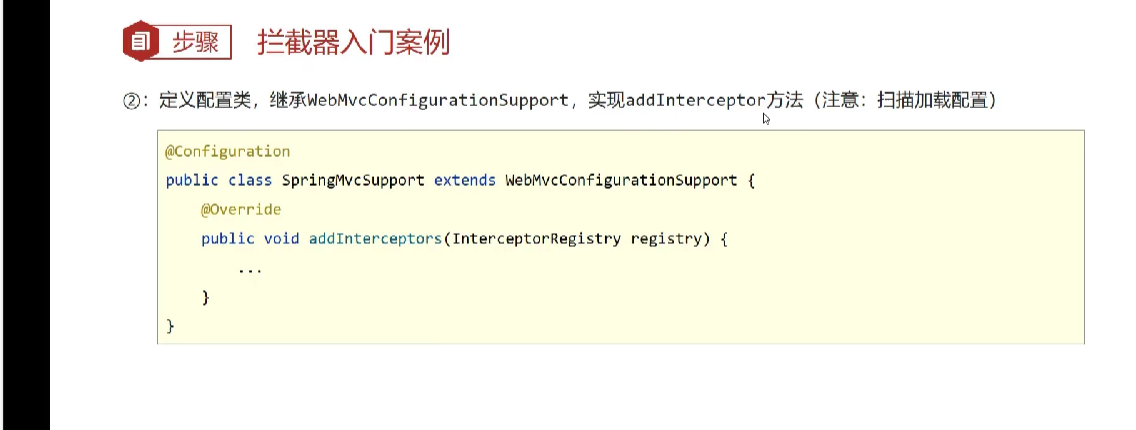 步骤 拦截器入门案例
②：定义配置类，继承WebMvcConfigurationSupport，实现addInterceptor方法（注意：扫描加载配置）
@Configuration
public class SpringMvcSupport extends WebMvcConfigurationSupport {
@Override
public void addInterceptors(InterceptorRegistry registry) {
...
}
}